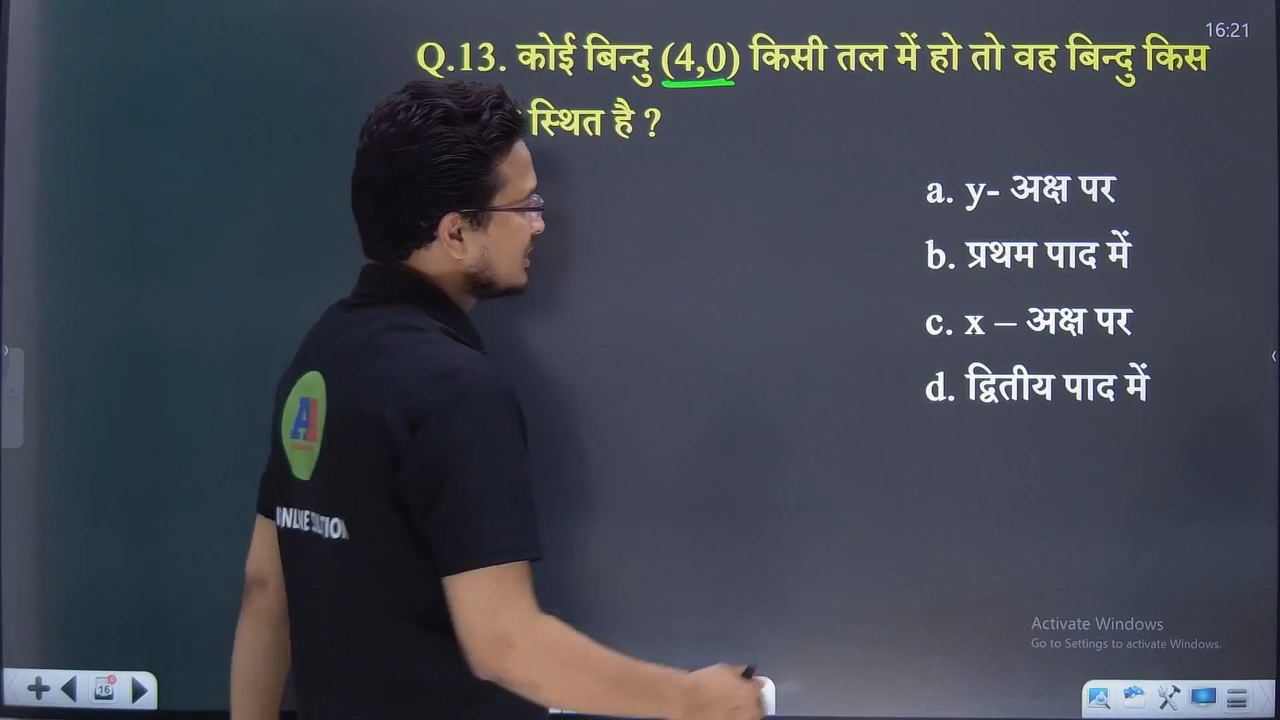 16:21
Q.13. कोई बिन्दु (4,0) किसी तल में हो तो वह बिन्दु किस
स्थित है ?
a. y- अक्ष पर
b. प्रथम पाद में
c. x – अक्ष पर
d. द्वितीय पाद में
Activate Windows
Go to Settings to activate Windows.
16